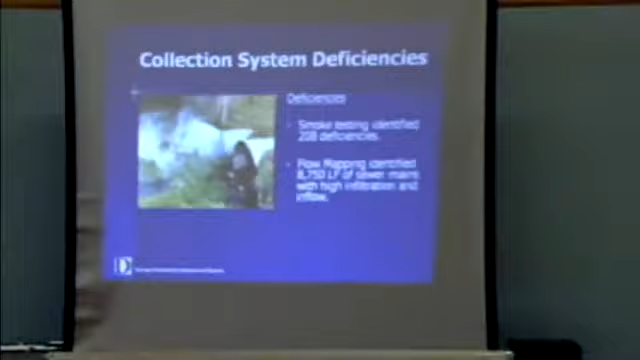 Collection System Deficiencies
Deficiencies
Smoke testing identified
208 deficiencies.
Flow Mapping identified
8,750 LF of sewer mains
with high infiltration and
inflow.